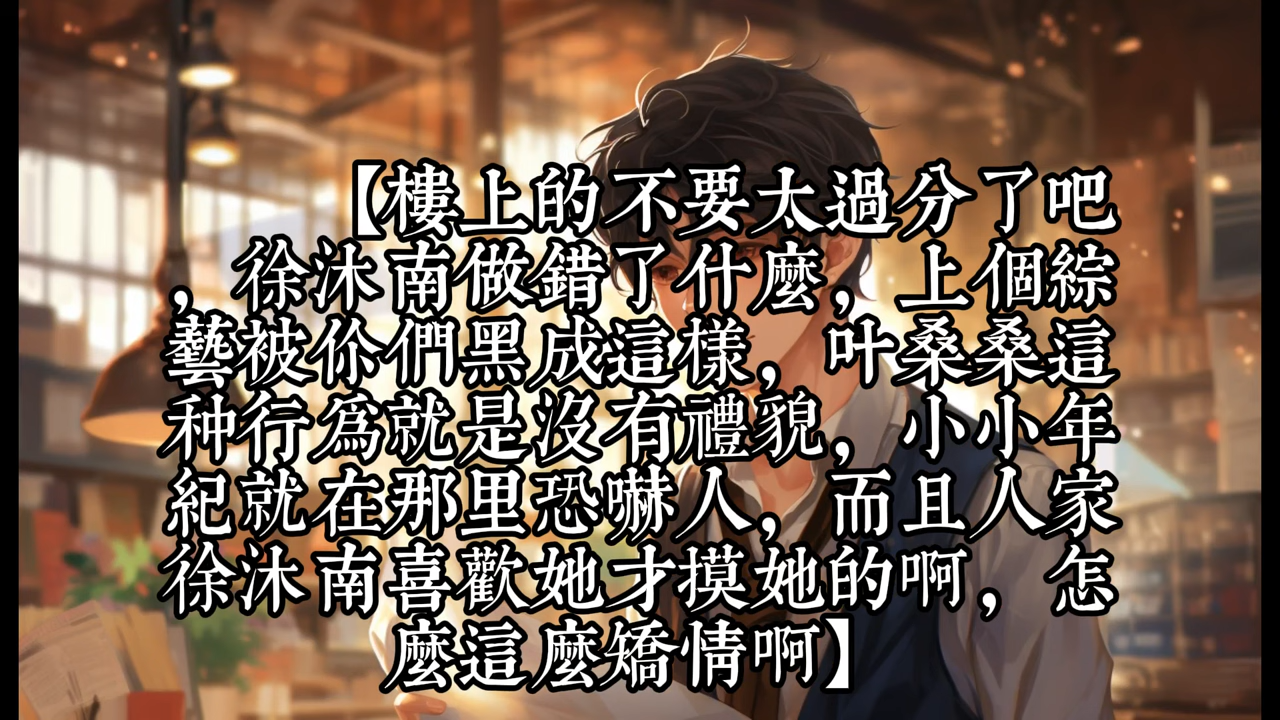 【樓上的不要太過分了吧
，徐沐南做錯了什麼，上個綜
藝被你們黑成這樣，叶桑桑這
种行為就是沒有禮貌，小小年
紀就在那里恐嚇人，而且人家
徐沐南喜歡她才摸她的啊，怎
麼這麼矯情啊】